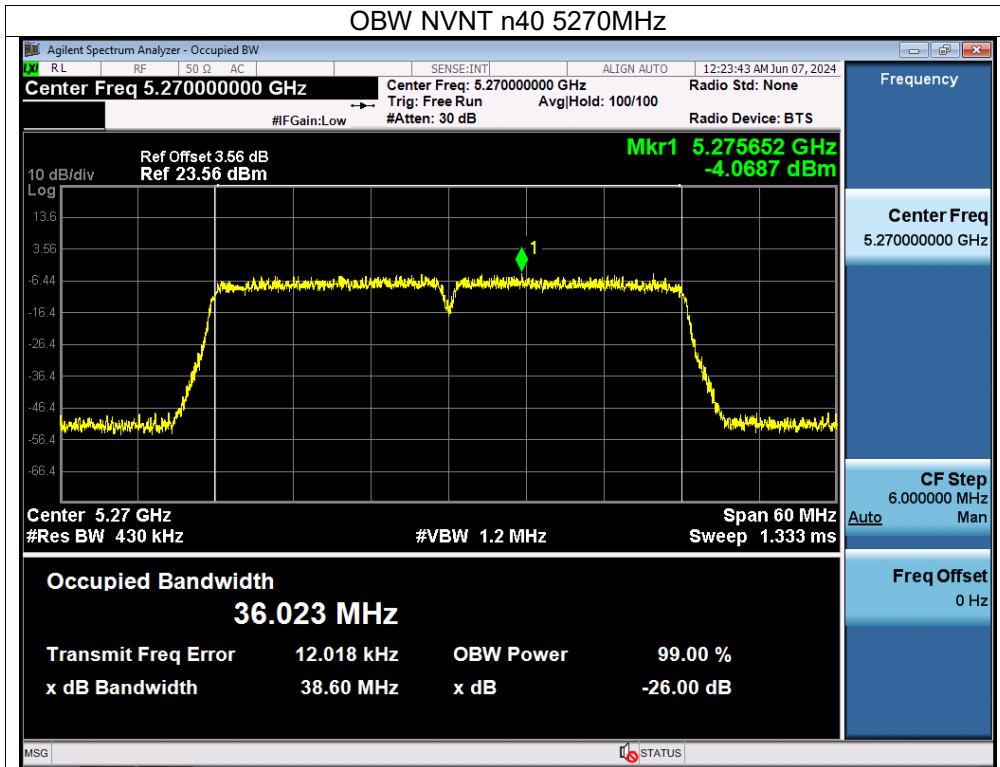 OBW NVNT n40 5270MHz
Agilent Spectrum Analyzer - Occupied BW
LXI RL RF 50 Ω AC SENSE:INT ALIGN AUTO 12:23:43 AM Jun 07, 2024
Center Freq 5.270000000 GHz
Center Freq: 5.270000000 GHz
Radio Std: None
Trig: Free Run Avg|Hold: 100/100
#IFGain:Low
#Atten: 30 dB
Radio Device: BTS
Frequency
Mkr1 5.275652 GHz
-4.0687 dBm
Ref Offset 3.56 dB
10 dB/div Ref 23.56 dBm
Log
13.6
3.56
-6.44
-16.4
-26.4
-36.4
-46.4
-56.4
-66.4
1
Center 5.27 GHz Span 60 MHz
#Res BW 430 kHz #VBW 1.2 MHz Sweep 1.333 ms
Center Freq
5.270000000 GHz
CF Step
6.000000 MHz
Auto Man
Freq Offset
0 Hz
Occupied Bandwidth
36.023 MHz
Transmit Freq Error 12.018 kHz OBW Power 99.00 %
x dB Bandwidth 38.60 MHz x dB -26.00 dB
MSG STATUS